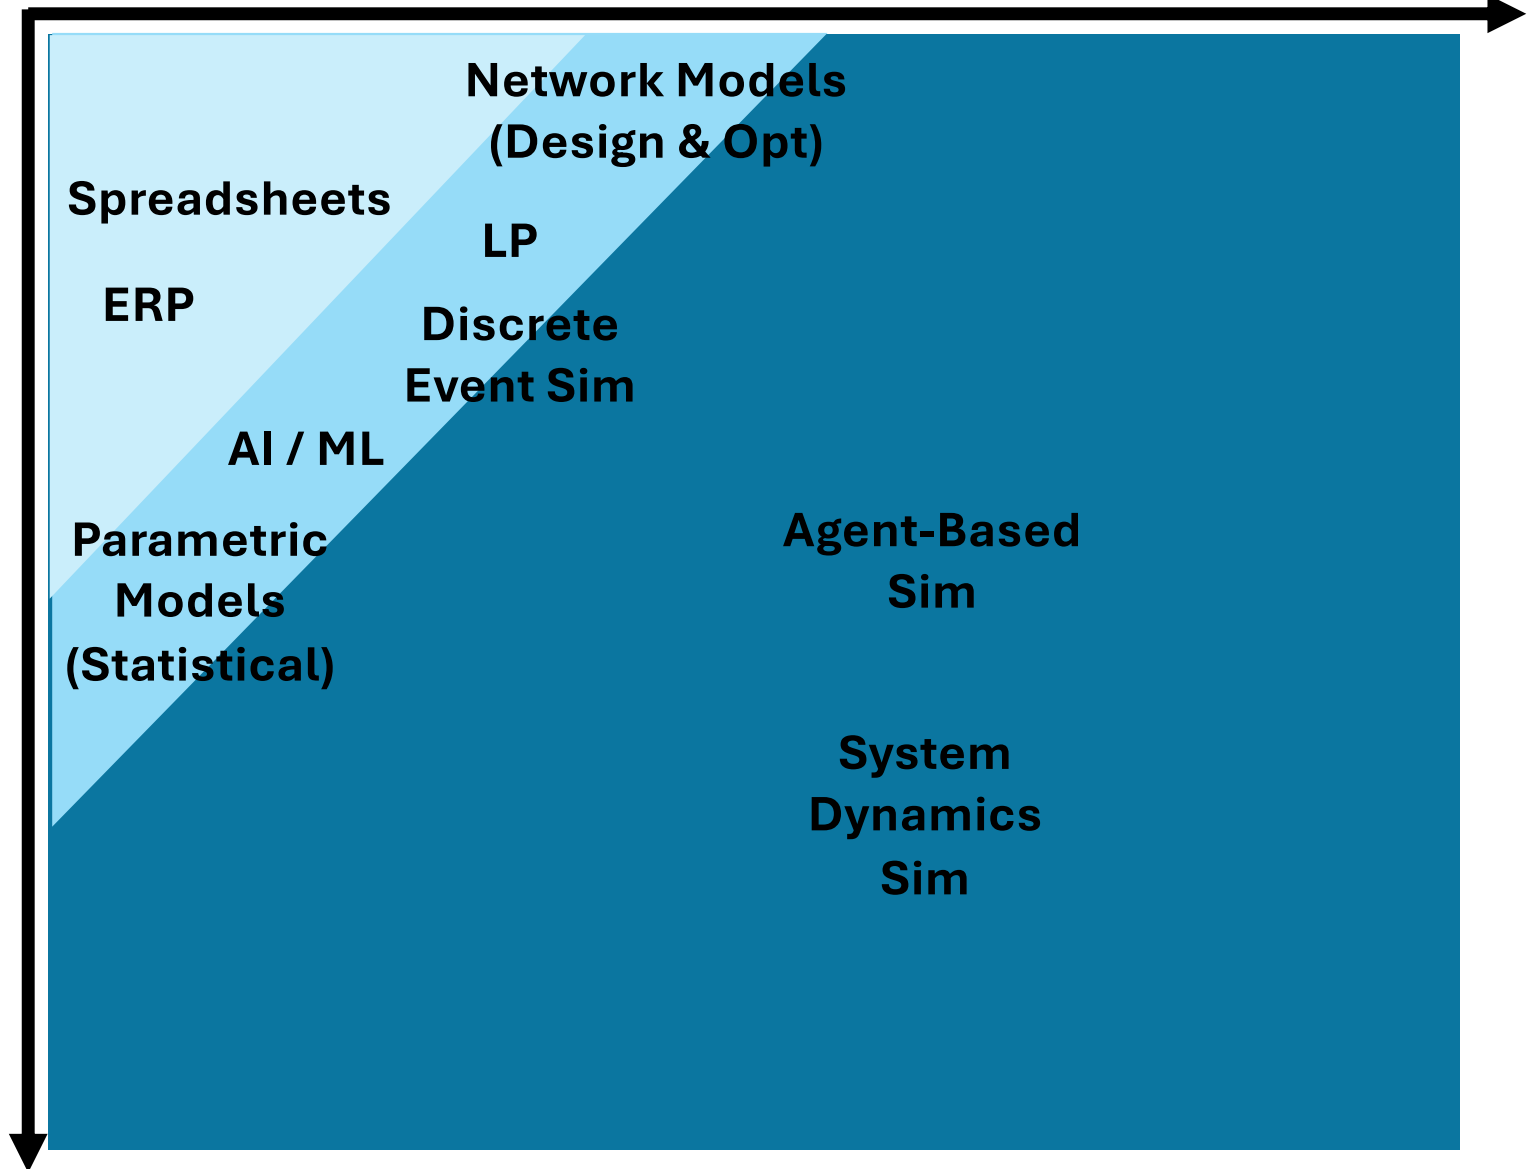 Network Models
(Design & Opt)
Spreadsheets
LP
ERP
Discrete
Event Sim
AI / ML
Parametric
Models
(Statistical)
Agent-Based
Sim
System
Dynamics
Sim